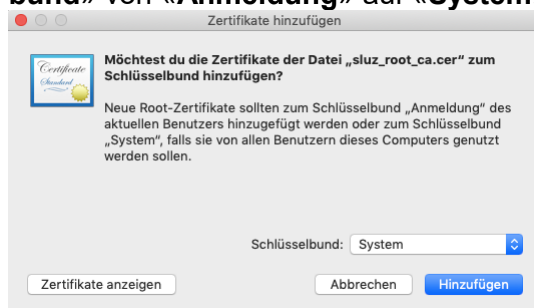 bund» von «Anmeldung» auf «System
Zertifikate hinzufügen
Certificate
Standard
Möchtest du die Zertifikate der Datei „sluz_root_ca.cer“ zum
Schlüsselbund hinzufügen?
Neue Root-Zertifikate sollten zum Schlüsselbund „Anmeldung“ des
aktuellen Benutzers hinzugefügt werden oder zum Schlüsselbund
„System“, falls sie von allen Benutzern dieses Computers genutzt
werden sollen.
Schlüsselbund: System
Zertifikate anzeigen Abbrechen Hinzufügen